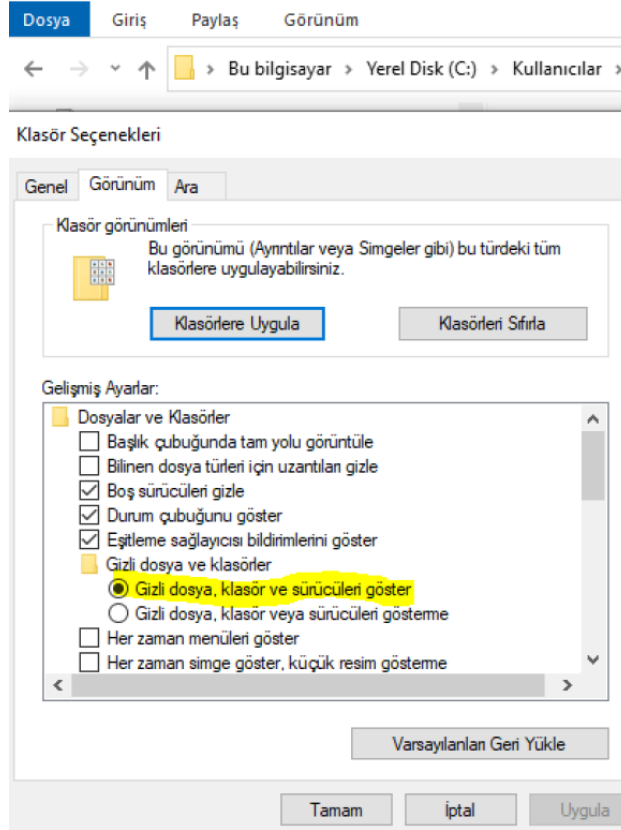 Dosya Giriş Paylaş Görünüm
Bu bilgisayar > Yerel Disk (C:) > Kullanıcılar >
Klasör Seçenekleri
Genel Görünüm Ara
Klasör görünümleri
Bu görünümü (Ayrıntılar veya Simgeler gibi) bu türdeki tüm
klasörlere uygulayabilirsiniz.
Klasörlere Uygula Klasörleri Sıfırla
Gelişmiş Ayarlar:
Dosyalar ve Klasörler
Başlık çubuğunda tam yolu görüntüle
Bilinen dosya türleri için uzantıları gizle
Boş sürücüleri gizle
Durum çubuğunu göster
Eşitleme sağlayıcısı bildirimlerini göster
Gizli dosya ve klasörler
Gizli dosya, klasör ve sürücüleri göster
Gizli dosya, klasör veya sürücüleri gösterme
Her zaman menüleri göster
Her zaman simge göster, küçük resim gösterme
Varsayılanları Geri Yükle
Tamam İptal Uygula